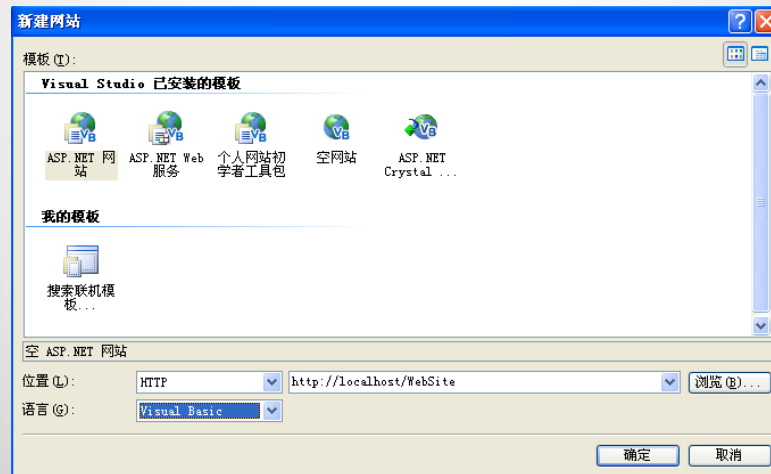 新建网站
模板(T):
Visual Studio 已安装的模板
ASP.NET 网
站
ASP.NET Web
服务
个人网站初
学者工具包
空网站
ASP.NET
Crystal ...
我的模板
搜索联机模
板...
空 ASP.NET 网站
位置(L):
HTTP
http://localhost/WebSite
浏览(B)...
语言(G):
Visual Basic
确定
取消